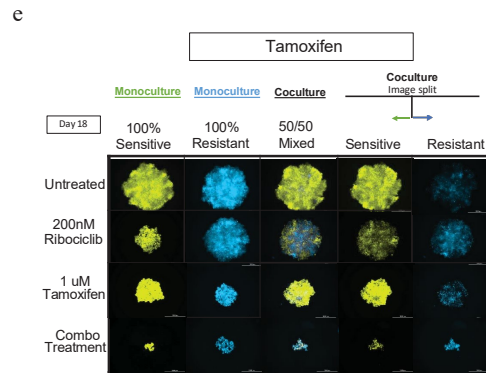 e
Tamoxifen
Monoculture Monoculture Coculture Coculture
Image split
Day 18
100% Sensitive 100% Resistant 50/50 Mixed Sensitive Resistant
Untreated
200nM Ribociclib
1 uM Tamoxifen
Combo Treatment